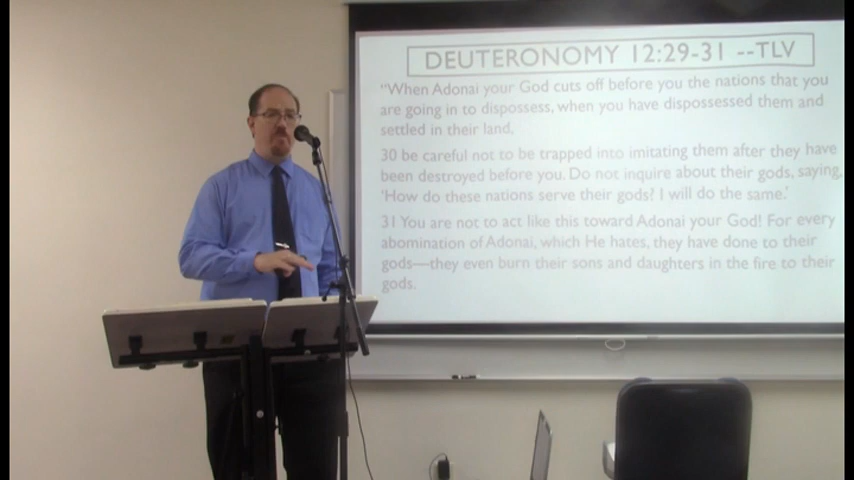 DEUTERONOMY 12:29-31 --TLV
"When Adonai your God cuts off before you the nations that you
are going in to dispossess, when you have dispossessed them and
settled in their land,
30 be careful not to be trapped into imitating them after they have
been destroyed before you. Do not inquire about their gods, saying,
'How do these nations serve their gods? I will do the same.'
31 You are not to act like this toward Adonai your God! For every
abomination of Adonai, which He hates, they have done to their
gods—they even burn their sons and daughters in the fire to their
gods.